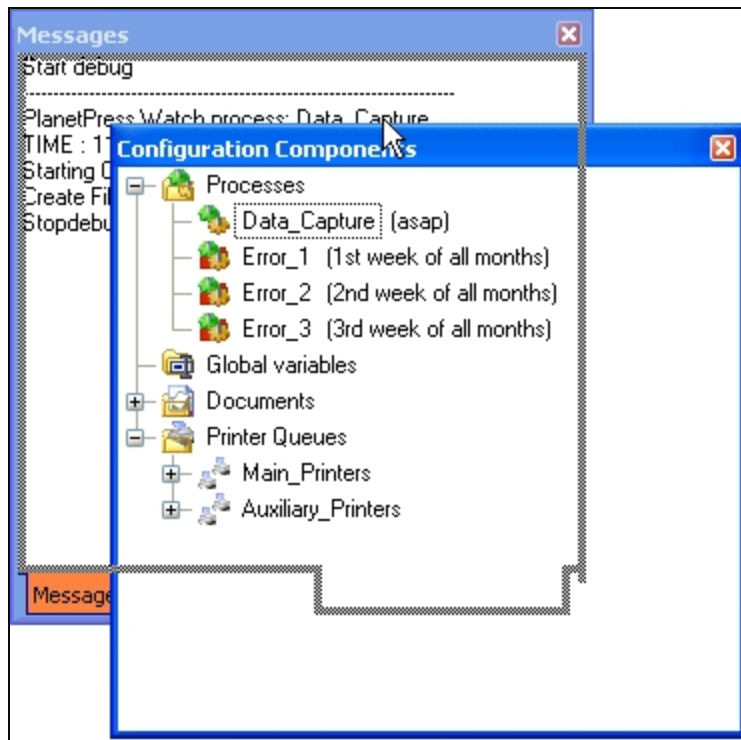 Messages
Start debug
--------------------------------------------------------------------
PlanetPress Watch process: Data_Capture
TIME : 1
Starting
Create Fil
Stopdebu
Configuration Components
Processes
Data_Capture (asap)
Error_1 (1st week of all months)
Error_2 (2nd week of all months)
Error_3 (3rd week of all months)
Global variables
Documents
Printer Queues
Main_Printers
Auxiliary_Printers
Message